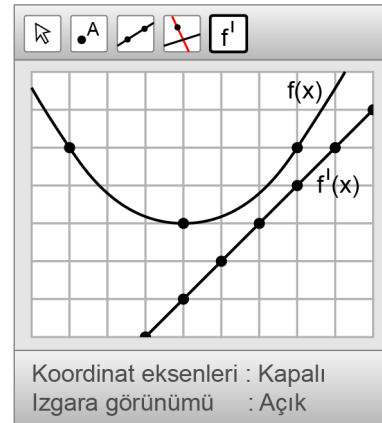 A f'
f(x)
f'(x)
Koordinat eksenleri : Kapalı
Izgara görünümü : Açık